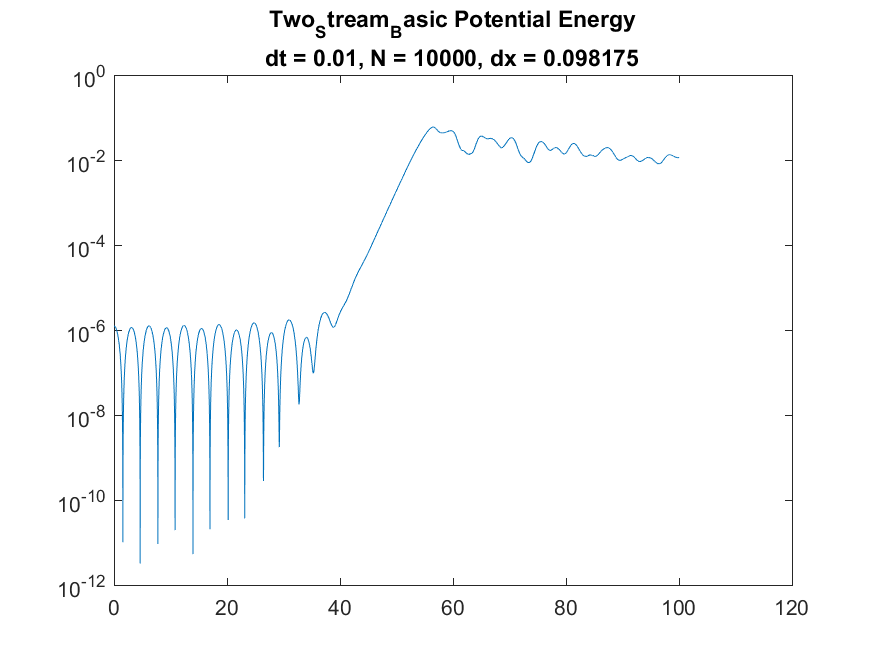 Two_Stream_Basic Potential Energy
dt = 0.01, N = 10000, dx = 0.098175
10^0
10^-2
10^-4
10^-6
10^-8
10^-10
10^-12
0 20 40 60 80 100 120